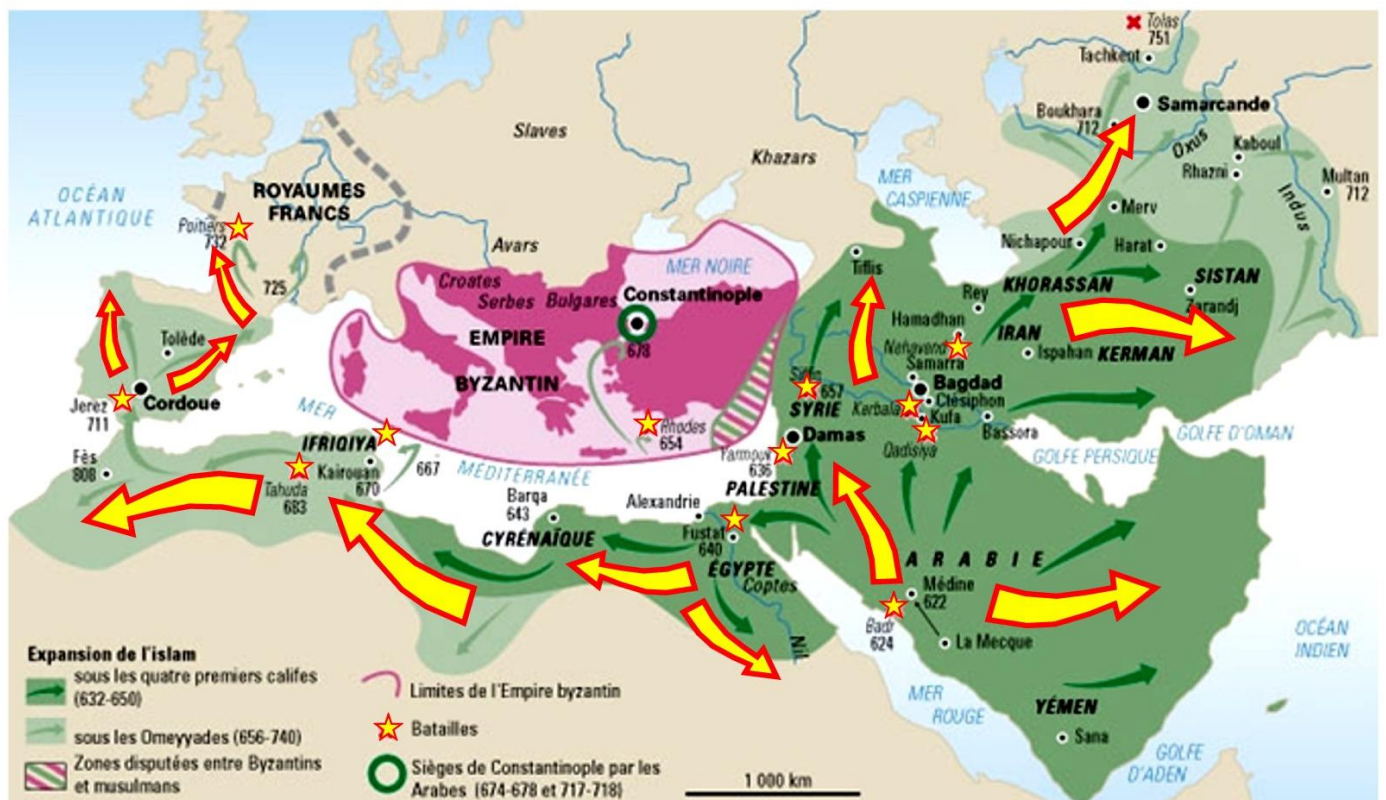 Tolas
751
Tachkent
Samarcande
Boukhara
712
Oxus
Kaboul
Rhazni
Multan
712
Indus
Slaves
Khazars
MER
CASPIENNE
OCÉAN
ATLANTIQUE
ROYAUMES
FRANCS
Poitiers
732
725
Avars
Merv
Nichapour
Harat
KHORASSAN
SISTAN
Zarandj
MER NOIRE
Croates
Serbes
Bulgares
Constantinople
678
EMPIRE
BYZANTIN
Tiflis
Rey
Hamadhan
IRAN
Nehavend
Ispahan
KERMAN
Samarra
Bagdad
Clésiphon
Kerbala
Kufa
Bassora
Qadisiya
Siffin
657
SYRIE
Damas
Yarmouk
636
PALESTINE
Rhodes
654
Tolède
Cordoue
Jerez
711
MER
MÉDITERRANÉE
IFRIQIYA
Kairouan
670
667
Fès
808
Tahuda
683
Barqa
643
CYRÉNAÏQUE
Alexandrie
Fustat
640
ÉGYPTE
Coptes
Nil
GOLFE D'OMAN
GOLFE PERSIQUE
ARABIE
Médine
622
Badr
624
La Mecque
MER
ROUGE
YÉMEN
Sana
GOLFE
D'ADEN
OCÉAN
INDIEN
Expansion de l'islam
sous les quatre premiers califes
(632-650)
sous les Omeyyades (656-740)
Zones disputées entre Byzantins
et musulmans
Limites de l'Empire byzantin
Batailles
Sièges de Constantinople par les
Arabes (674-678 et 717-718)
1 000 km